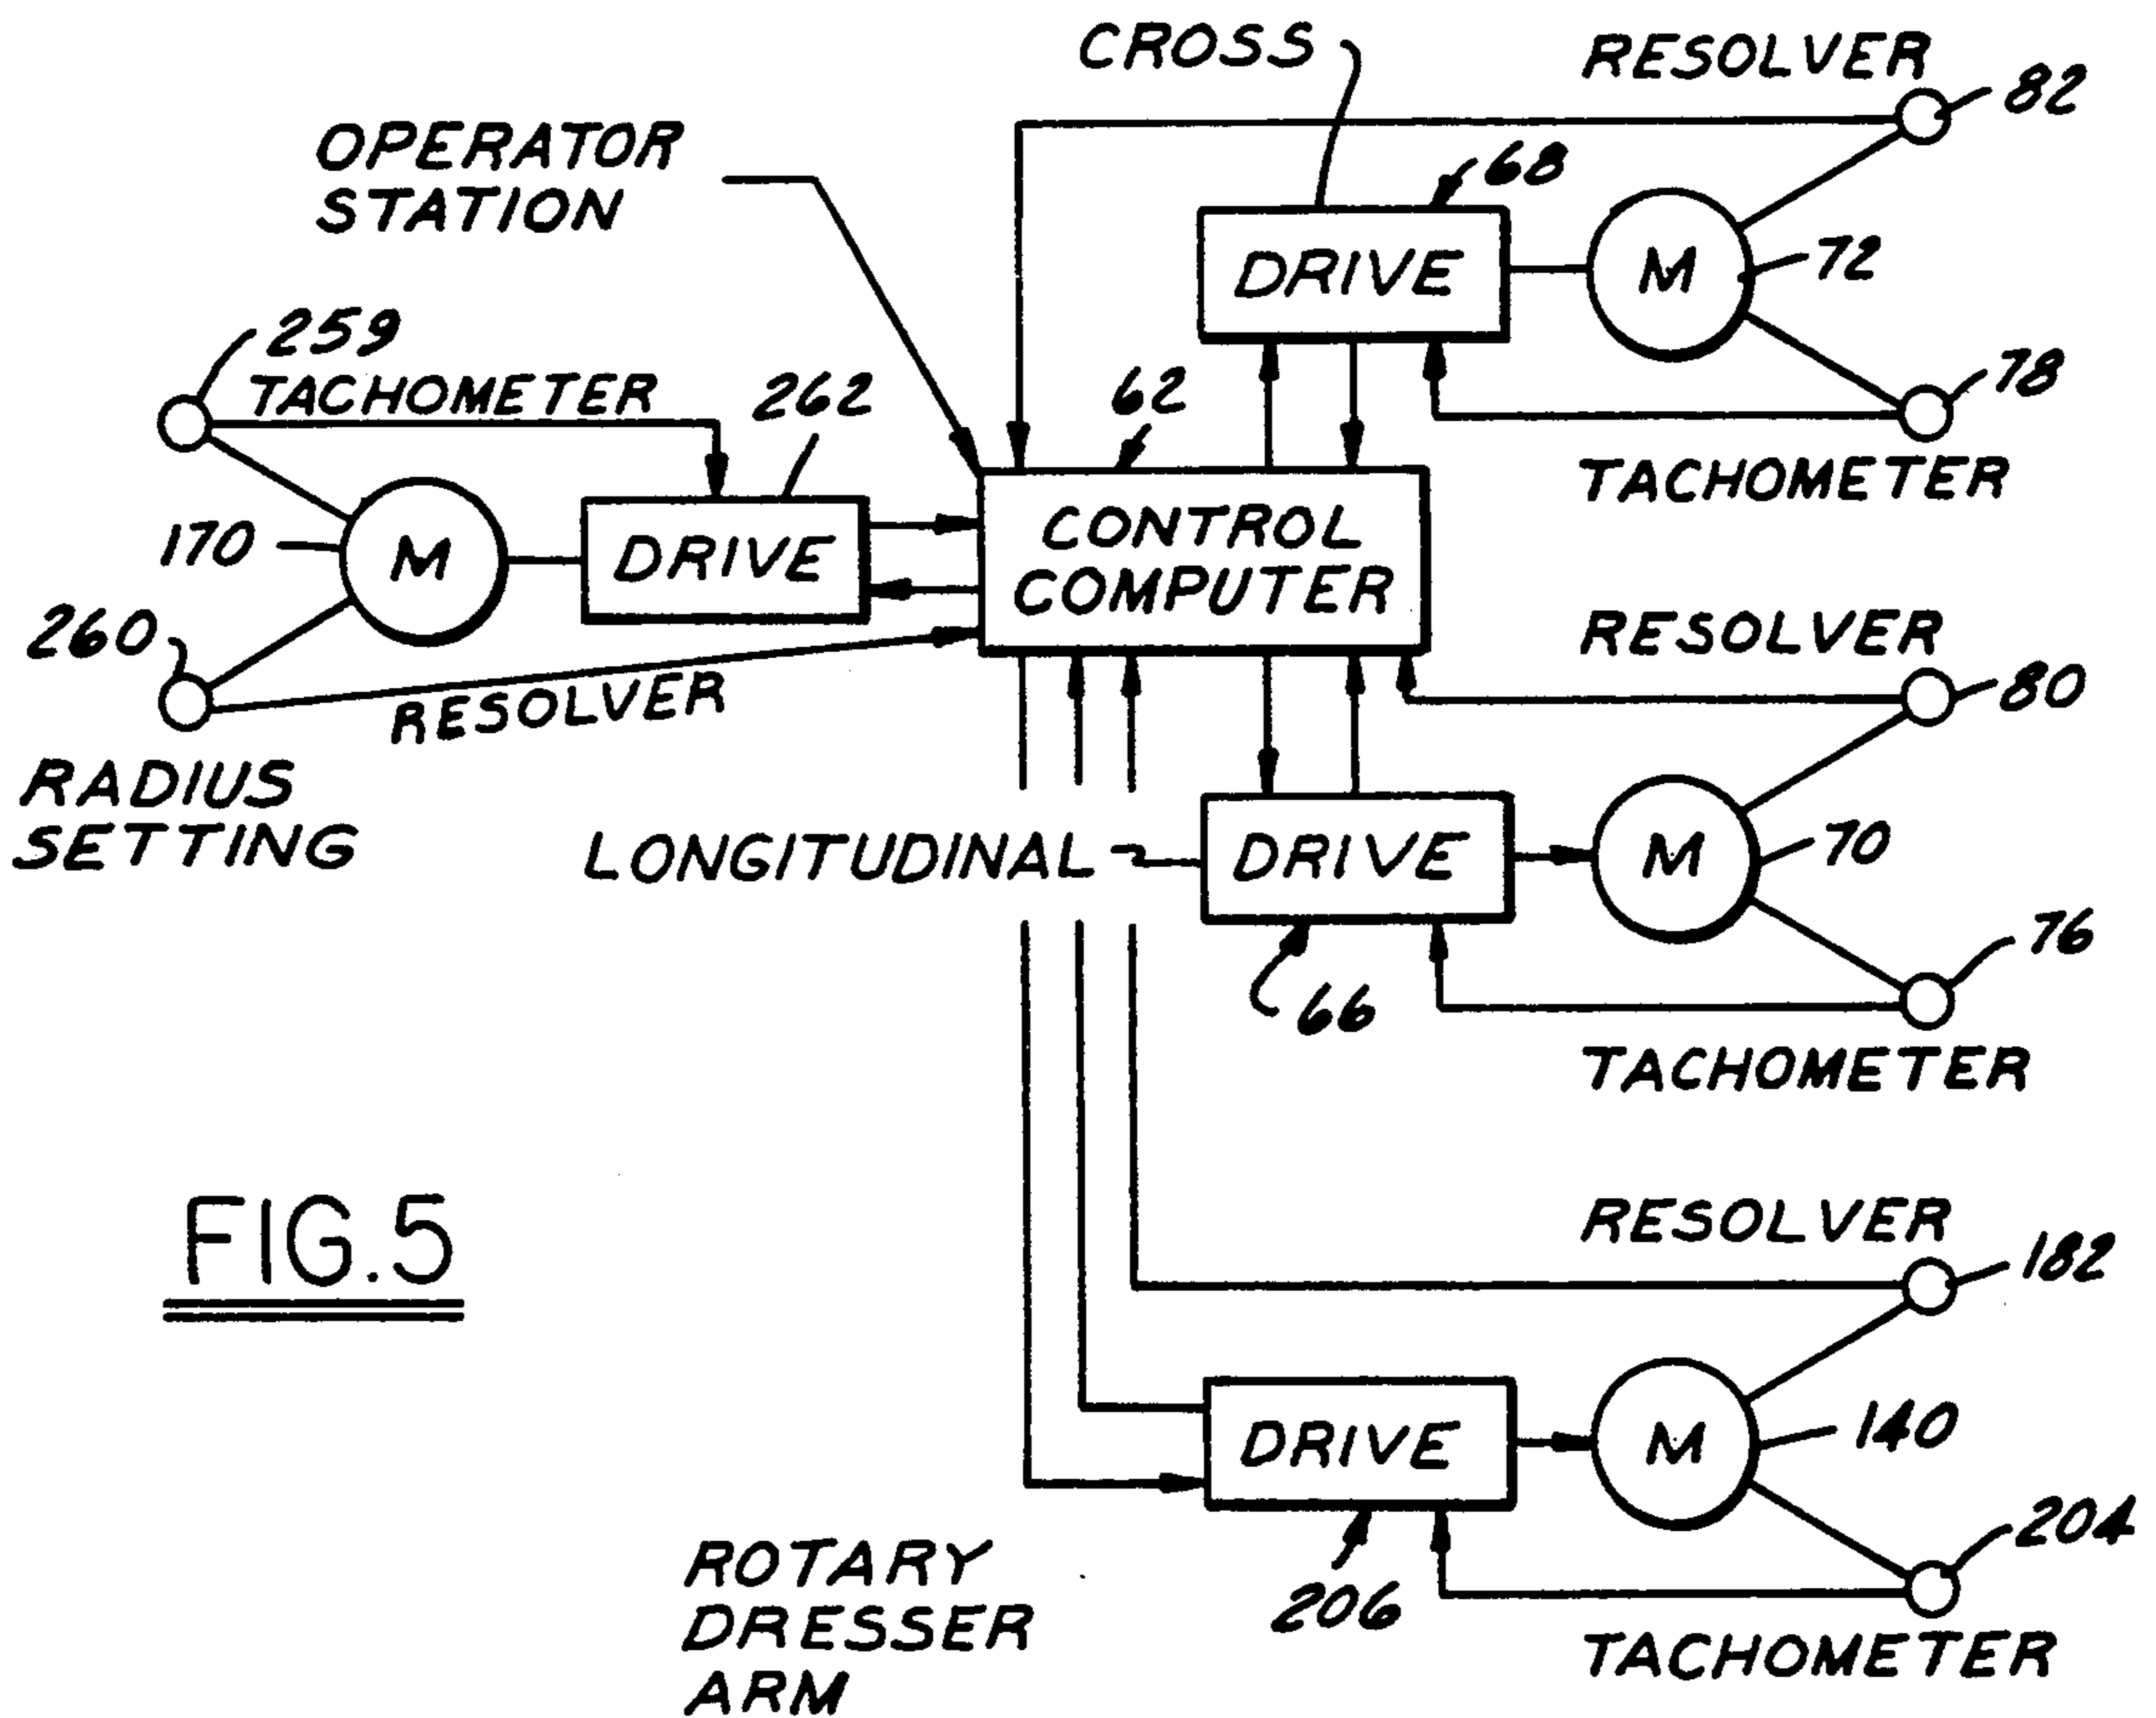 CROSS
RESOLVER
82
OPERATOR
STATION
68
DRIVE
M
72
259
TACHOMETER
262
62
78
TACHOMETER
170
M
DRIVE
CONTROL
COMPUTER
260
RESOLVER
RESOLVER
80
RADIUS
SETTING
LONGITUDINAL
DRIVE
M
70
76
66
TACHOMETER
FIG.5
RESOLVER
182
DRIVE
M
140
204
ROTARY
DRESSER
ARM
206
TACHOMETER